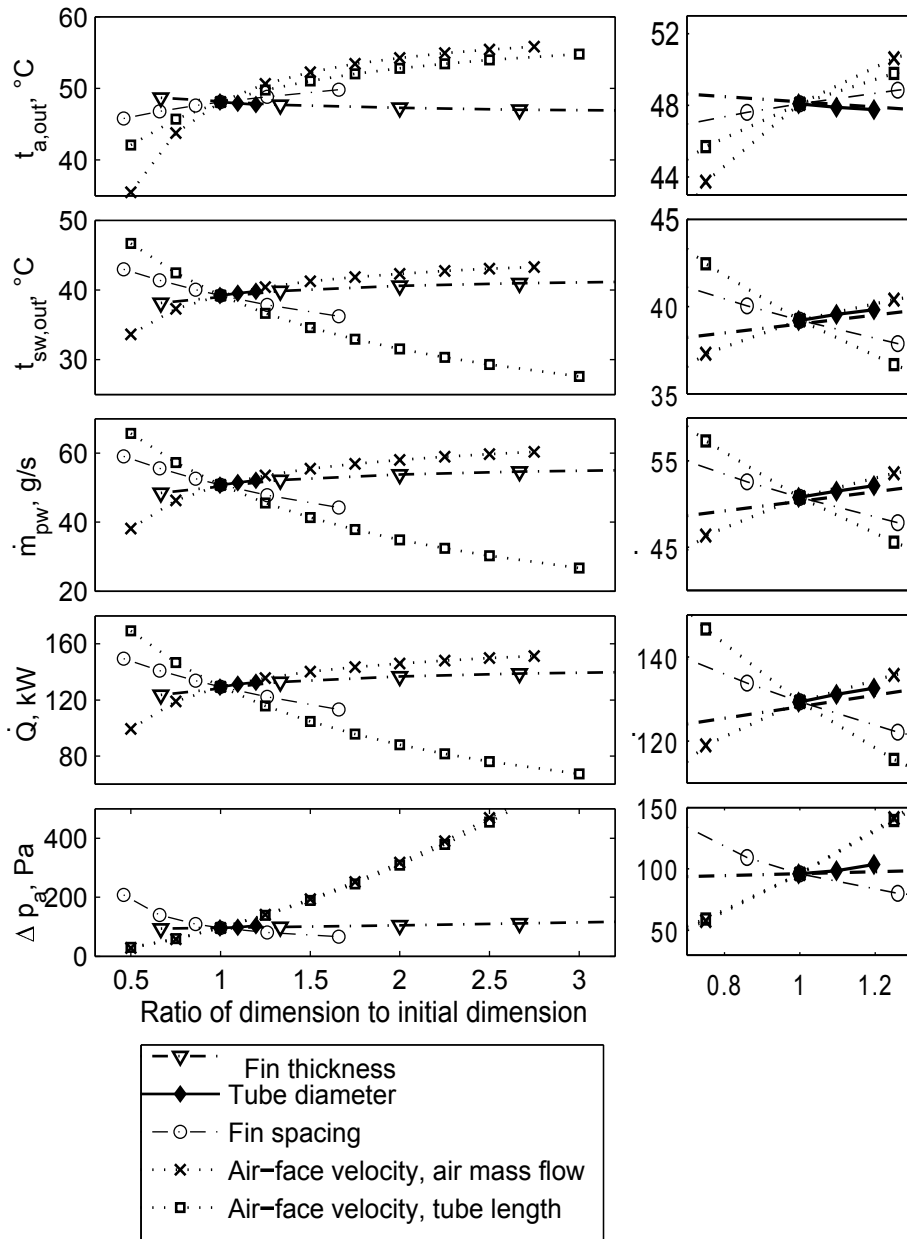 60
50
40
t_a,out, °C
52
48
44
50
40
30
t_sw,out, °C
45
40
35
60
40
20
ṁ_pw, g/s
55
45
160
120
80
Q̇, kW
140
120
400
200
0
Δ p_a, Pa
150
100
50
0.5 1 1.5 2 2.5 3
0.8 1 1.2
Ratio of dimension to initial dimension
Fin thickness
Tube diameter
Fin spacing
Air-face velocity, air mass flow
Air-face velocity, tube length